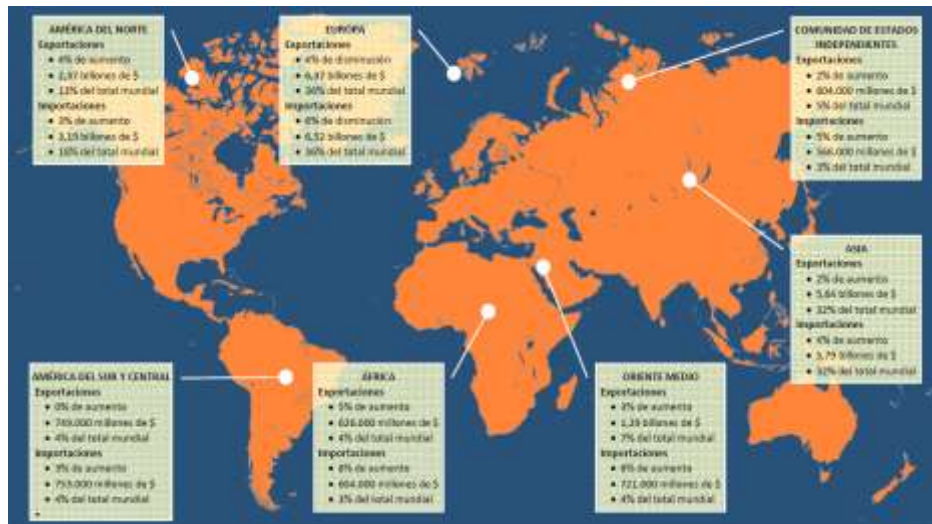 AMÉRICA DEL NORTE
Exportaciones
• 4% de aumento
• 2,37 billones de $
• 13% del total mundial
Importaciones
• 3% de aumento
• 3,19 billones de $
• 18% del total mundial
EUROPA
Exportaciones
• 4% de disminución
• 6,37 billones de $
• 36% del total mundial
Importaciones
• 6% de disminución
• 6,52 billones de $
• 36% del total mundial
COMUNIDAD DE ESTADOS
INDEPENDIENTES
Exportaciones
• 2% de aumento
• 804.000 millones de $
• 5% del total mundial
Importaciones
• 5% de aumento
• 568.000 millones de $
• 3% del total mundial
ASIA
Exportaciones
• 2% de aumento
• 5,64 billones de $
• 32% del total mundial
Importaciones
• 4% de aumento
• 5,79 billones de $
• 32% del total mundial
AMÉRICA DEL SUR Y CENTRAL
Exportaciones
• 0% de aumento
• 749.000 millones de $
• 4% del total mundial
Importaciones
• 3% de aumento
• 753.000 millones de $
• 4% del total mundial
•
ÁFRICA
Exportaciones
• 5% de aumento
• 626.000 millones de $
• 4% del total mundial
Importaciones
• 8% de aumento
• 604.000 millones de $
• 3% del total mundial
ORIENTE MEDIO
Exportaciones
• 3% de aumento
• 1,29 billones de $
• 7% del total mundial
Importaciones
• 6% de aumento
• 721.000 millones de $
• 4% del total mundial